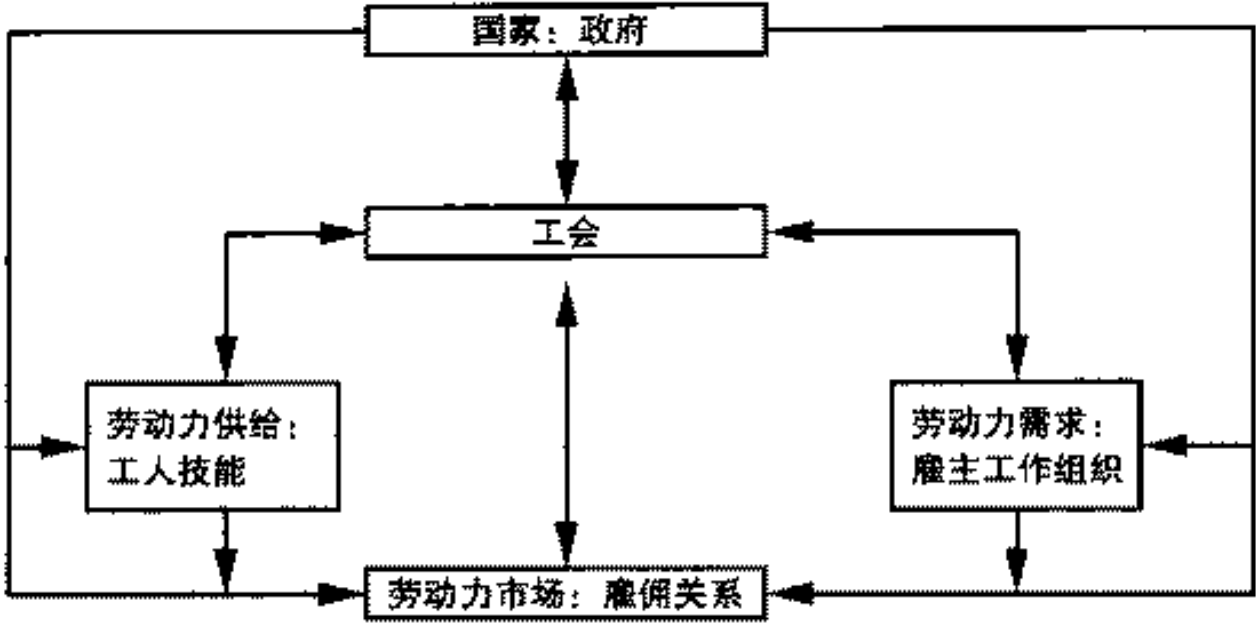 国家：政府
工会
劳动力供给：
工人技能
劳动力需求：
雇主工作组织
劳动力市场：雇佣关系